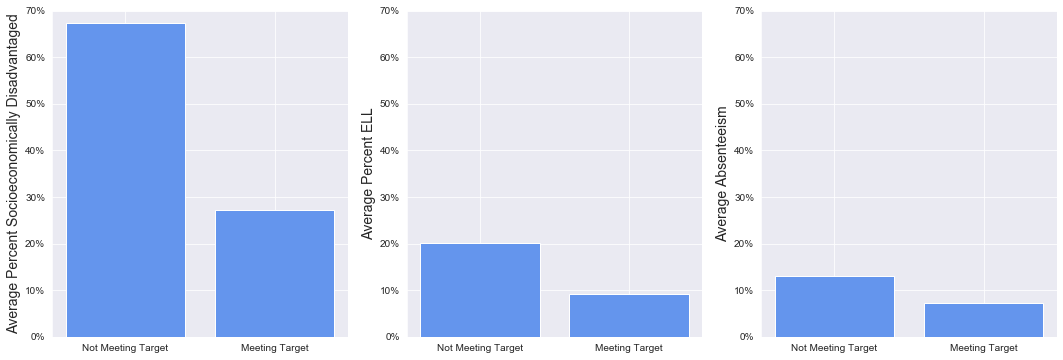 Average Percent Socioeconomically Disadvantaged
70%
60%
50%
40%
30%
20%
10%
0%
Not Meeting Target
Meeting Target
Average Percent ELL
70%
60%
50%
40%
30%
20%
10%
0%
Not Meeting Target
Meeting Target
Average Absenteeism
70%
60%
50%
40%
30%
20%
10%
0%
Not Meeting Target
Meeting Target